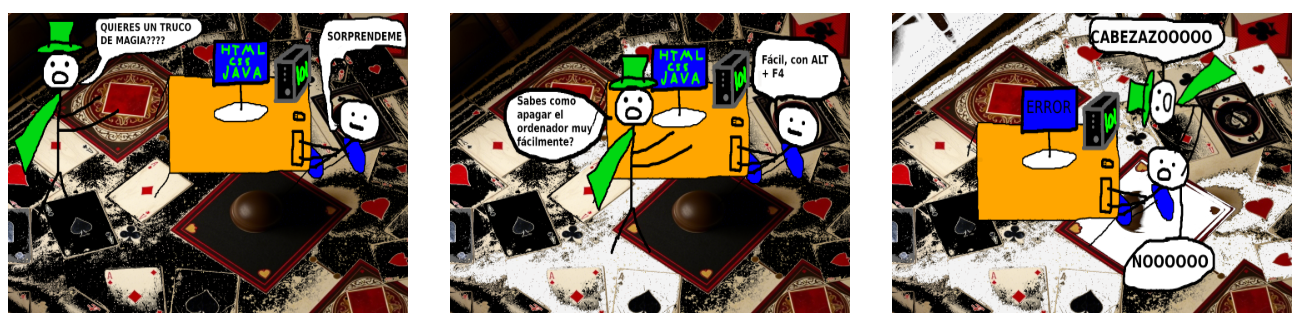 QUIERES UN TRUCO
DE MAGIA????
SORPRENDEME
HTML
CSS
JAVA
Sabes como
apagar el
ordenador muy
fácilmente?
HTML
CSS
JAVA
Fácil, con ALT
+ F4
CABEZAZOOOOO
ERROR
NOOOOOO